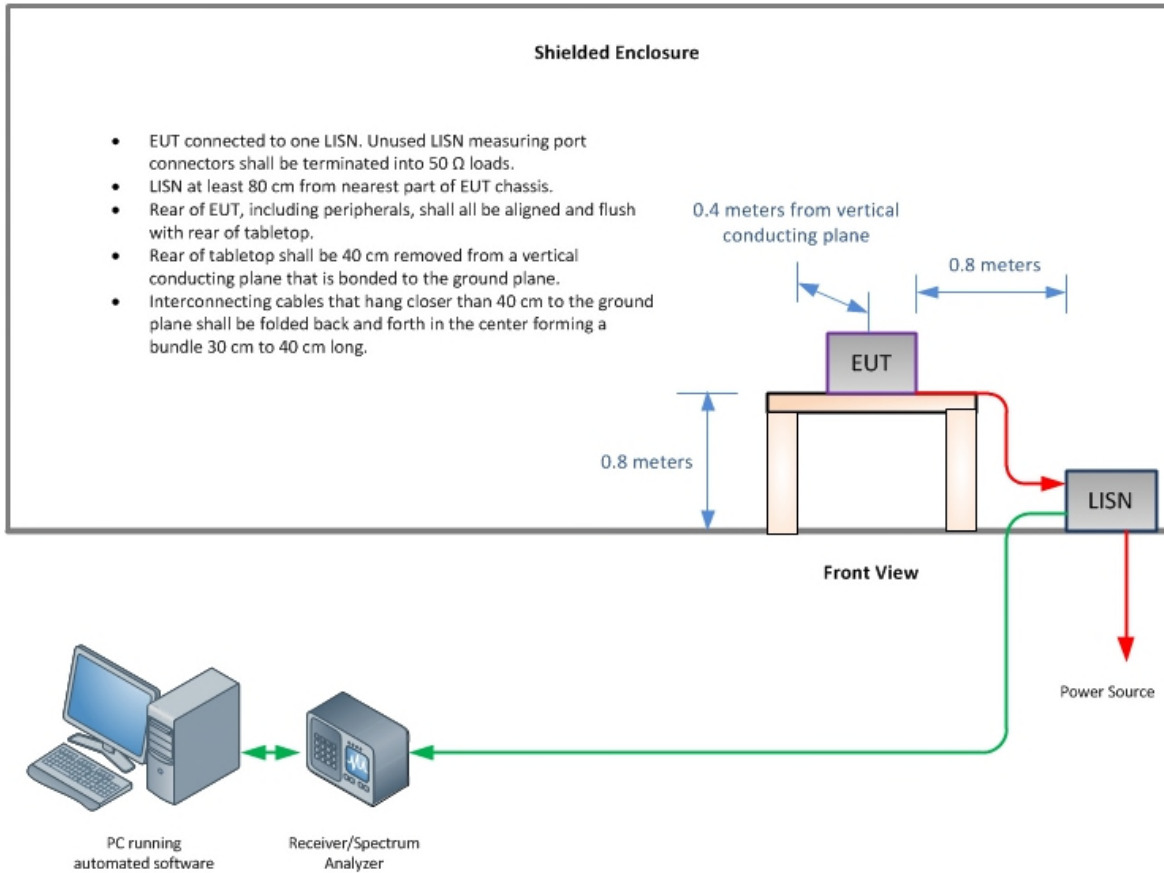 Shielded Enclosure
• EUT connected to one LISN. Unused LISN measuring port
connectors shall be terminated into 50 Ω loads.
• LISN at least 80 cm from nearest part of EUT chassis.
• Rear of EUT, including peripherals, shall all be aligned and flush
with rear of tabletop.
• Rear of tabletop shall be 40 cm removed from a vertical
conducting plane that is bonded to the ground plane.
• Interconnecting cables that hang closer than 40 cm to the ground
plane shall be folded back and forth in the center forming a
bundle 30 cm to 40 cm long.
0.4 meters from vertical
conducting plane
0.8 meters
EUT
0.8 meters
LISN
Front View
Power Source
PC running
automated software
Receiver/Spectrum
Analyzer